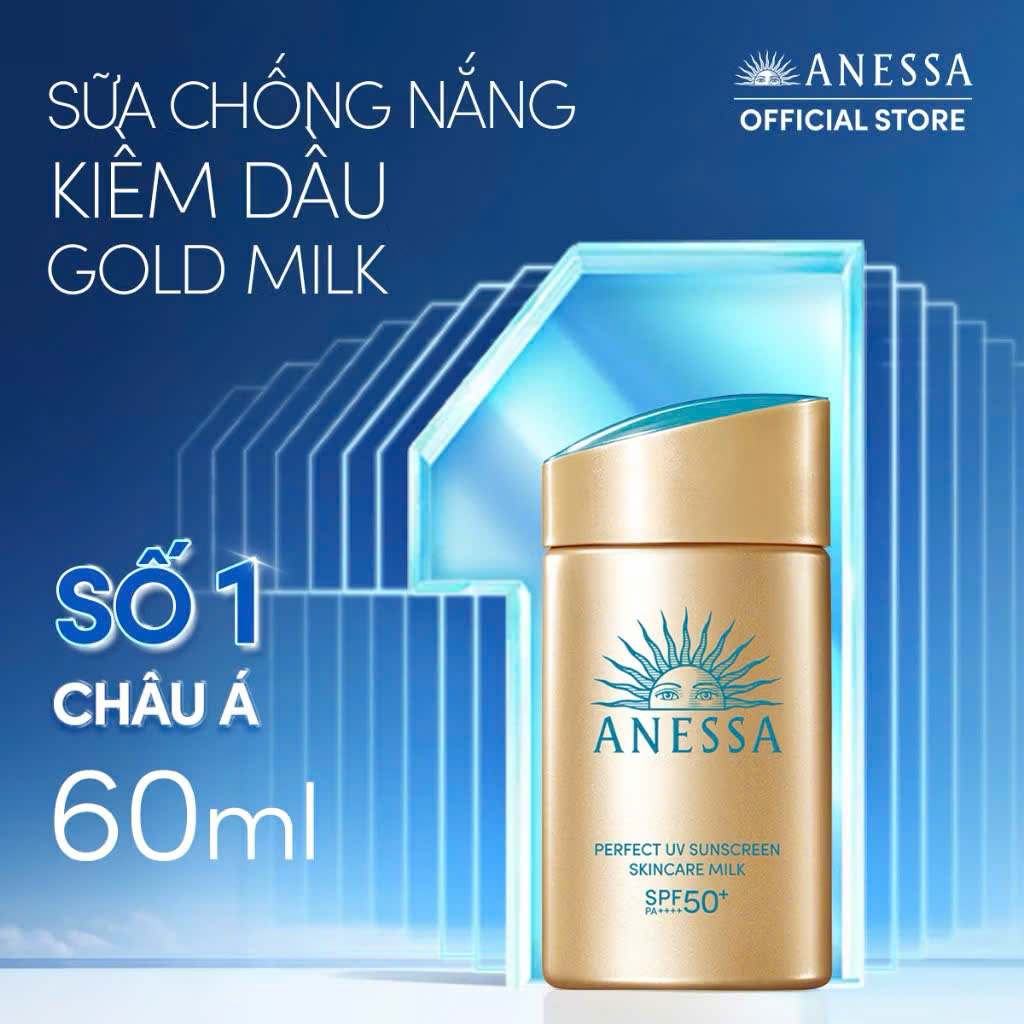 SỮA CHỐNG NẮNG
KIỀM DẦU
GOLD MILK
ANESSA
OFFICIAL STORE
SỐ 1
CHÂU Á
60ml
ANESSA
PERFECT UV SUNSCREEN
SKINCARE MILK
SPF50+
PA++++